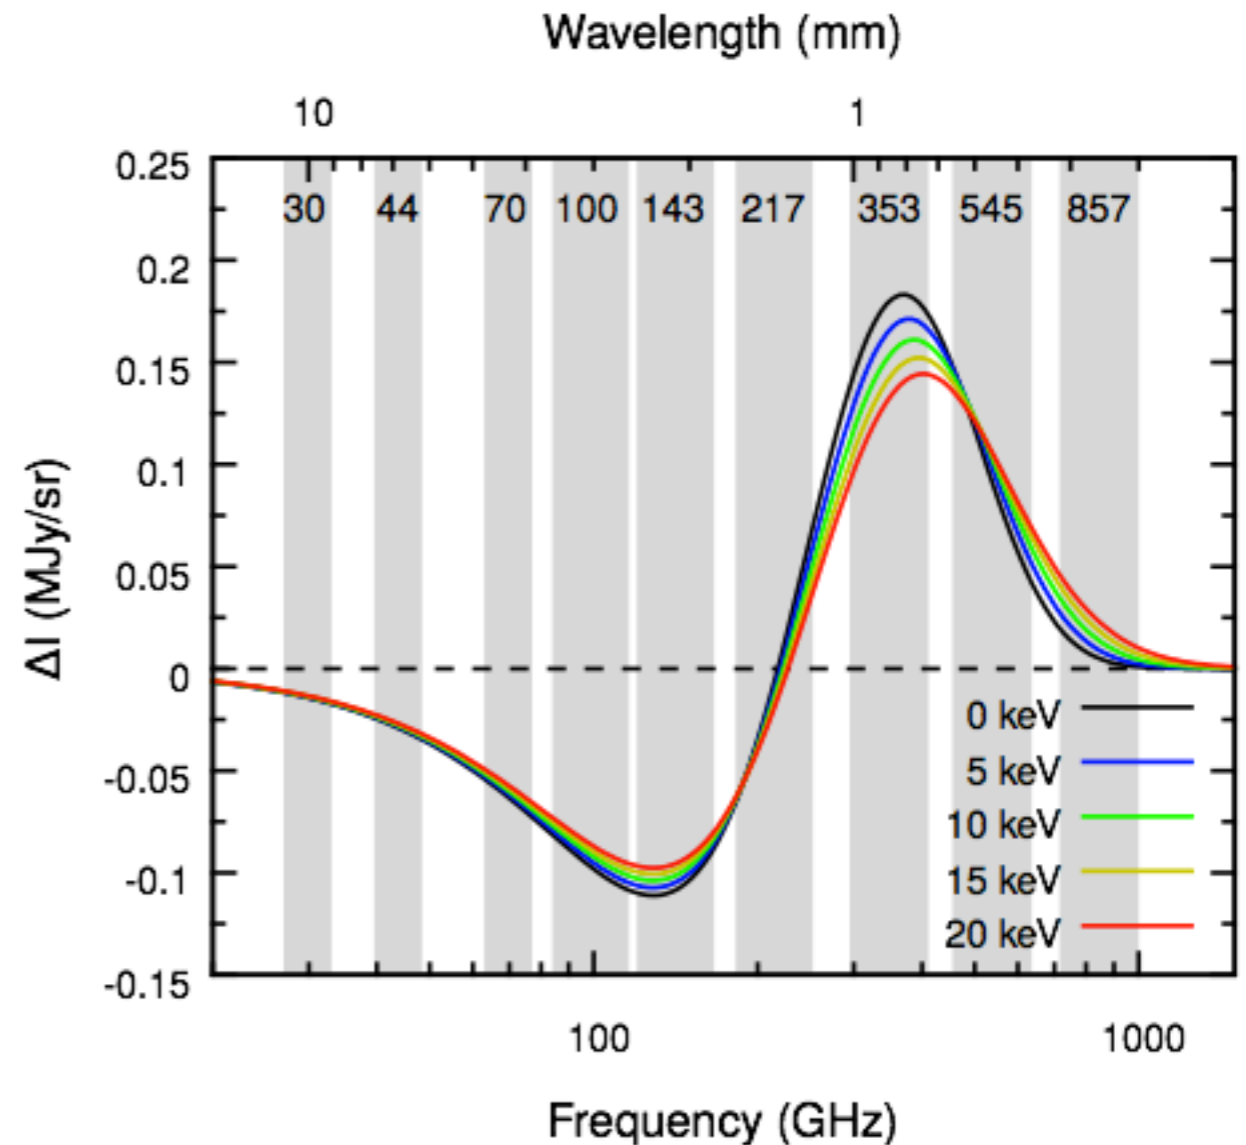 Wavelength (mm)
10 1
0.25
30 44 70 100 143 217 353 545 857
0.2
0.15
0.1
0.05
0
-0.05
-0.1
-0.15
ΔI (MJy/sr)
0 keV
5 keV
10 keV
15 keV
20 keV
100 1000
Frequency (GHz)